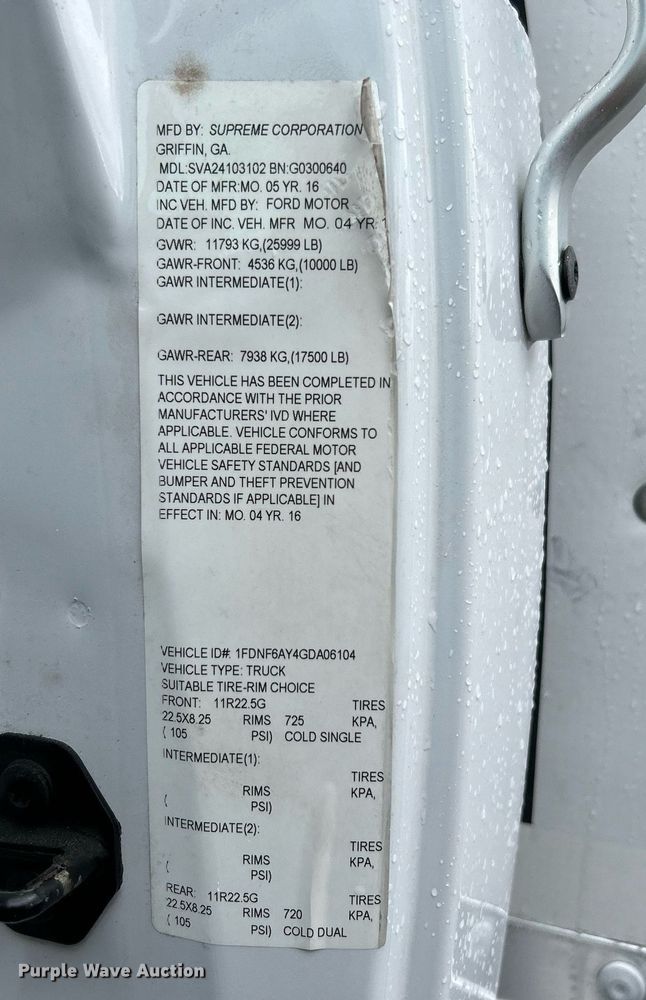 MFD BY: SUPREME CORPORATION
GRIFFIN, GA.
MDL:SVA24103102 BN:G0300640
DATE OF MFR:MO. 05 YR. 16
INC VEH. MFD BY: FORD MOTOR
DATE OF INC. VEH. MFR MO. 04 YR. 1
GVWR: 11793 KG,(25999 LB)
GAWR-FRONT: 4536 KG,(10000 LB)
GAWR INTERMEDIATE(1):
GAWR INTERMEDIATE(2):
GAWR-REAR: 7938 KG,(17500 LB)
THIS VEHICLE HAS BEEN COMPLETED IN
ACCORDANCE WITH THE PRIOR
MANUFACTURERS' IVD WHERE
APPLICABLE. VEHICLE CONFORMS TO
ALL APPLICABLE FEDERAL MOTOR
VEHICLE SAFETY STANDARDS [AND
BUMPER AND THEFT PREVENTION
STANDARDS IF APPLICABLE] IN
EFFECT IN: MO. 04 YR. 16
VEHICLE ID#: 1FDNF6AY4GDA06104
VEHICLE TYPE: TRUCK
SUITABLE TIRE-RIM CHOICE
FRONT: 11R22.5G TIRES
22.5X8.25 RIMS 725 KPA,
( 105 PSI) COLD SINGLE
INTERMEDIATE(1):
TIRES
RIMS KPA,
( PSI)
INTERMEDIATE(2):
TIRES
RIMS KPA,
( PSI)
REAR: 11R22.5G TIRES
22.5X8.25 RIMS 720 KPA,
( 105 PSI) COLD DUAL
Purple Wave Auction